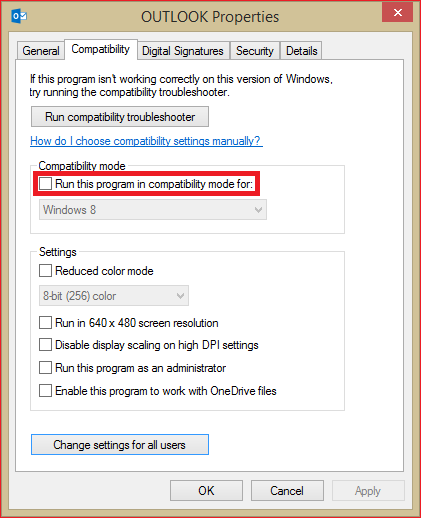 OUTLOOK Properties
General Compatibility Digital Signatures Security Details
If this program isn't working correctly on this version of Windows,
try running the compatibility troubleshooter.
Run compatibility troubleshooter
How do I choose compatibility settings manually?
Compatibility mode
Run this program in compatibility mode for:
Windows 8
Settings
Reduced color mode
8-bit (256) color
Run in 640 x 480 screen resolution
Disable display scaling on high DPI settings
Run this program as an administrator
Enable this program to work with OneDrive files
Change settings for all users
OK Cancel Apply